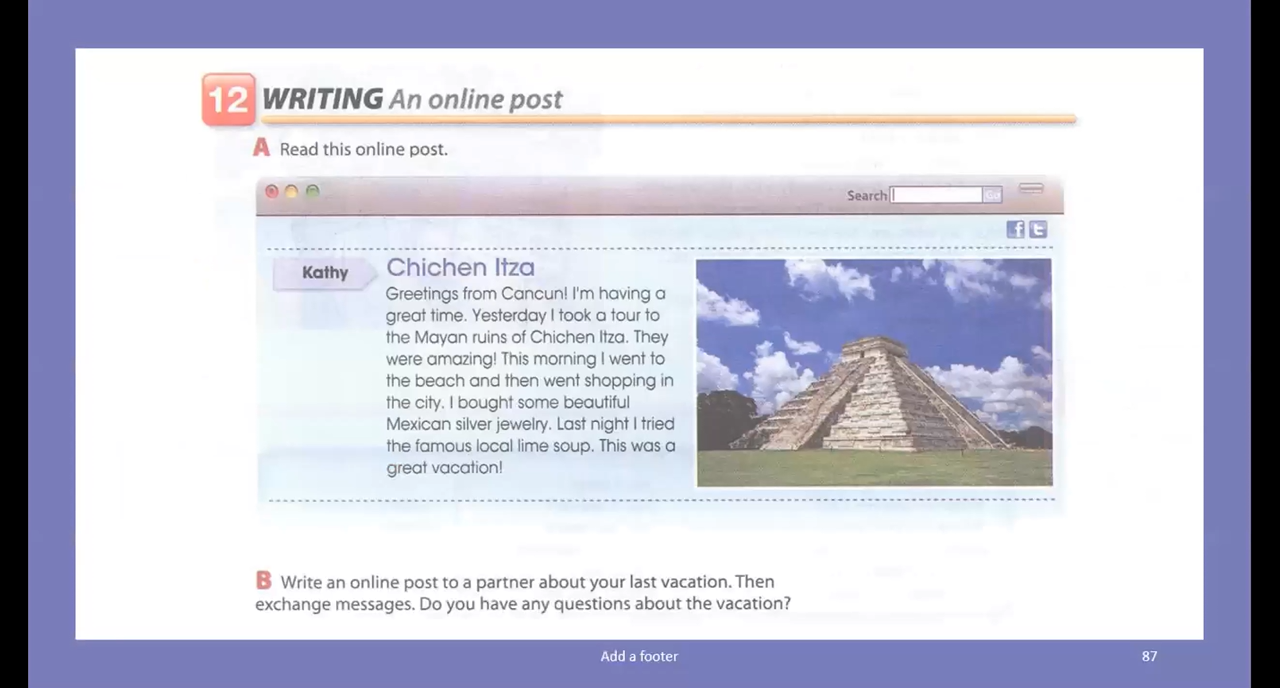 12 WRITING An online post
A Read this online post.
Search Go
f t
Kathy
Chichen Itza
Greetings from Cancun! I'm having a
great time. Yesterday I took a tour to
the Mayan ruins of Chichen Itza. They
were amazing! This morning I went to
the beach and then went shopping in
the city. I bought some beautiful
Mexican silver jewelry. Last night I tried
the famous local lime soup. This was a
great vacation!
B Write an online post to a partner about your last vacation. Then
exchange messages. Do you have any questions about the vacation?
Add a footer
87